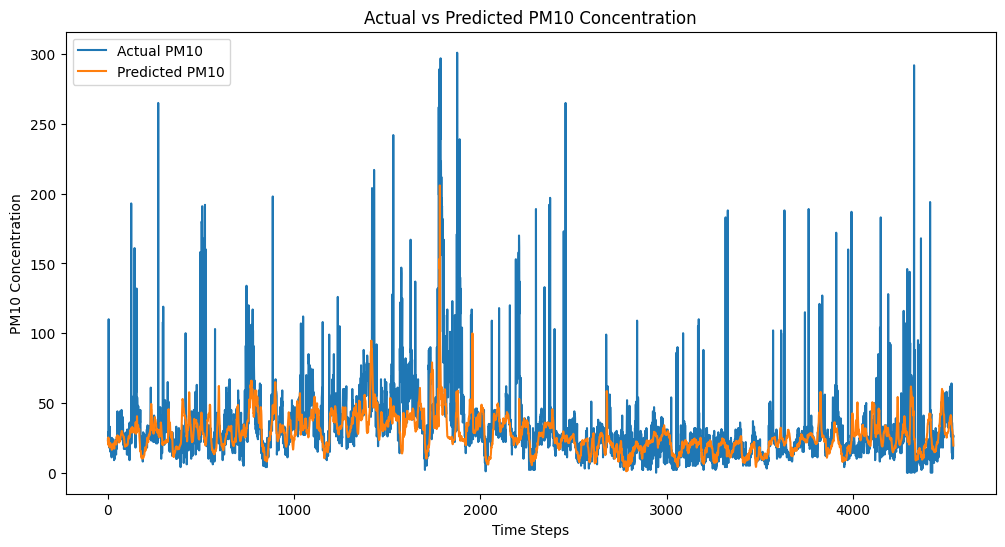 Actual vs Predicted PM10 Concentration
Actual PM10
Predicted PM10
300
250
200
150
100
50
0
PM10 Concentration
0 1000 2000 3000 4000
Time Steps